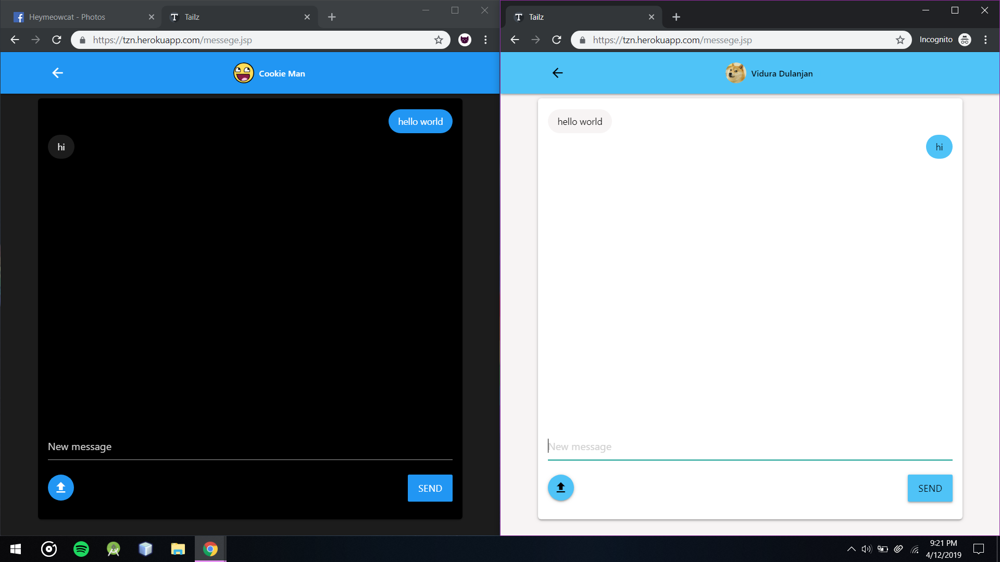 Heymeowcat - Photos
T Tailz
https://tzn.herokuapp.com/messege.jsp
Cookie Man
hello world
hi
New message
SEND
T Tailz
https://tzn.herokuapp.com/messege.jsp
Incognito
Vidura Dulanjan
hello world
hi
New message
SEND
9:21 PM
4/12/2019